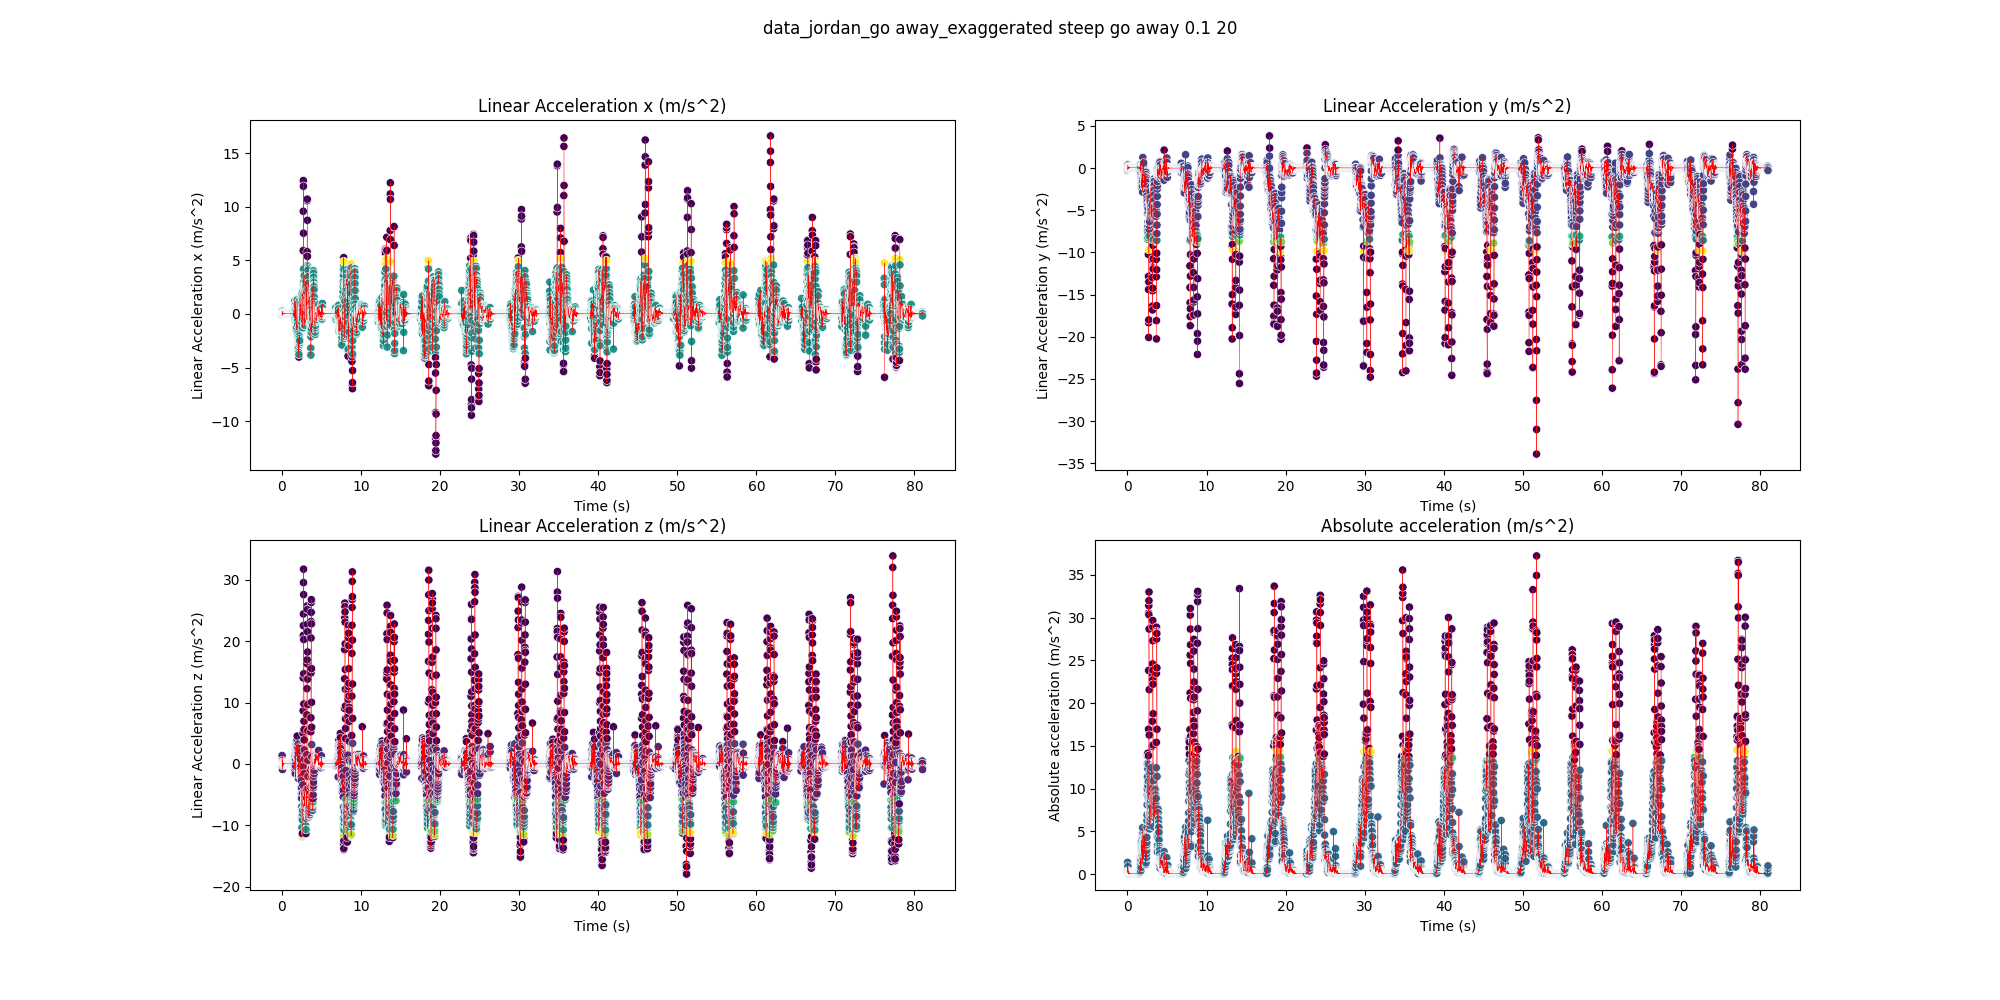 data_jordan_go away_exaggerated steep go away 0.1 20
Linear Acceleration x (m/s^2)
Linear Acceleration x (m/s^2)
15
10
5
0
−5
−10
0 10 20 30 40 50 60 70 80
Time (s)
Linear Acceleration y (m/s^2)
Linear Acceleration y (m/s^2)
5
0
−5
−10
−15
−20
−25
−30
−35
0 10 20 30 40 50 60 70 80
Time (s)
Linear Acceleration z (m/s^2)
Linear Acceleration z (m/s^2)
30
20
10
0
−10
−20
0 10 20 30 40 50 60 70 80
Time (s)
Absolute acceleration (m/s^2)
Absolute acceleration (m/s^2)
35
30
25
20
15
10
5
0
0 10 20 30 40 50 60 70 80
Time (s)